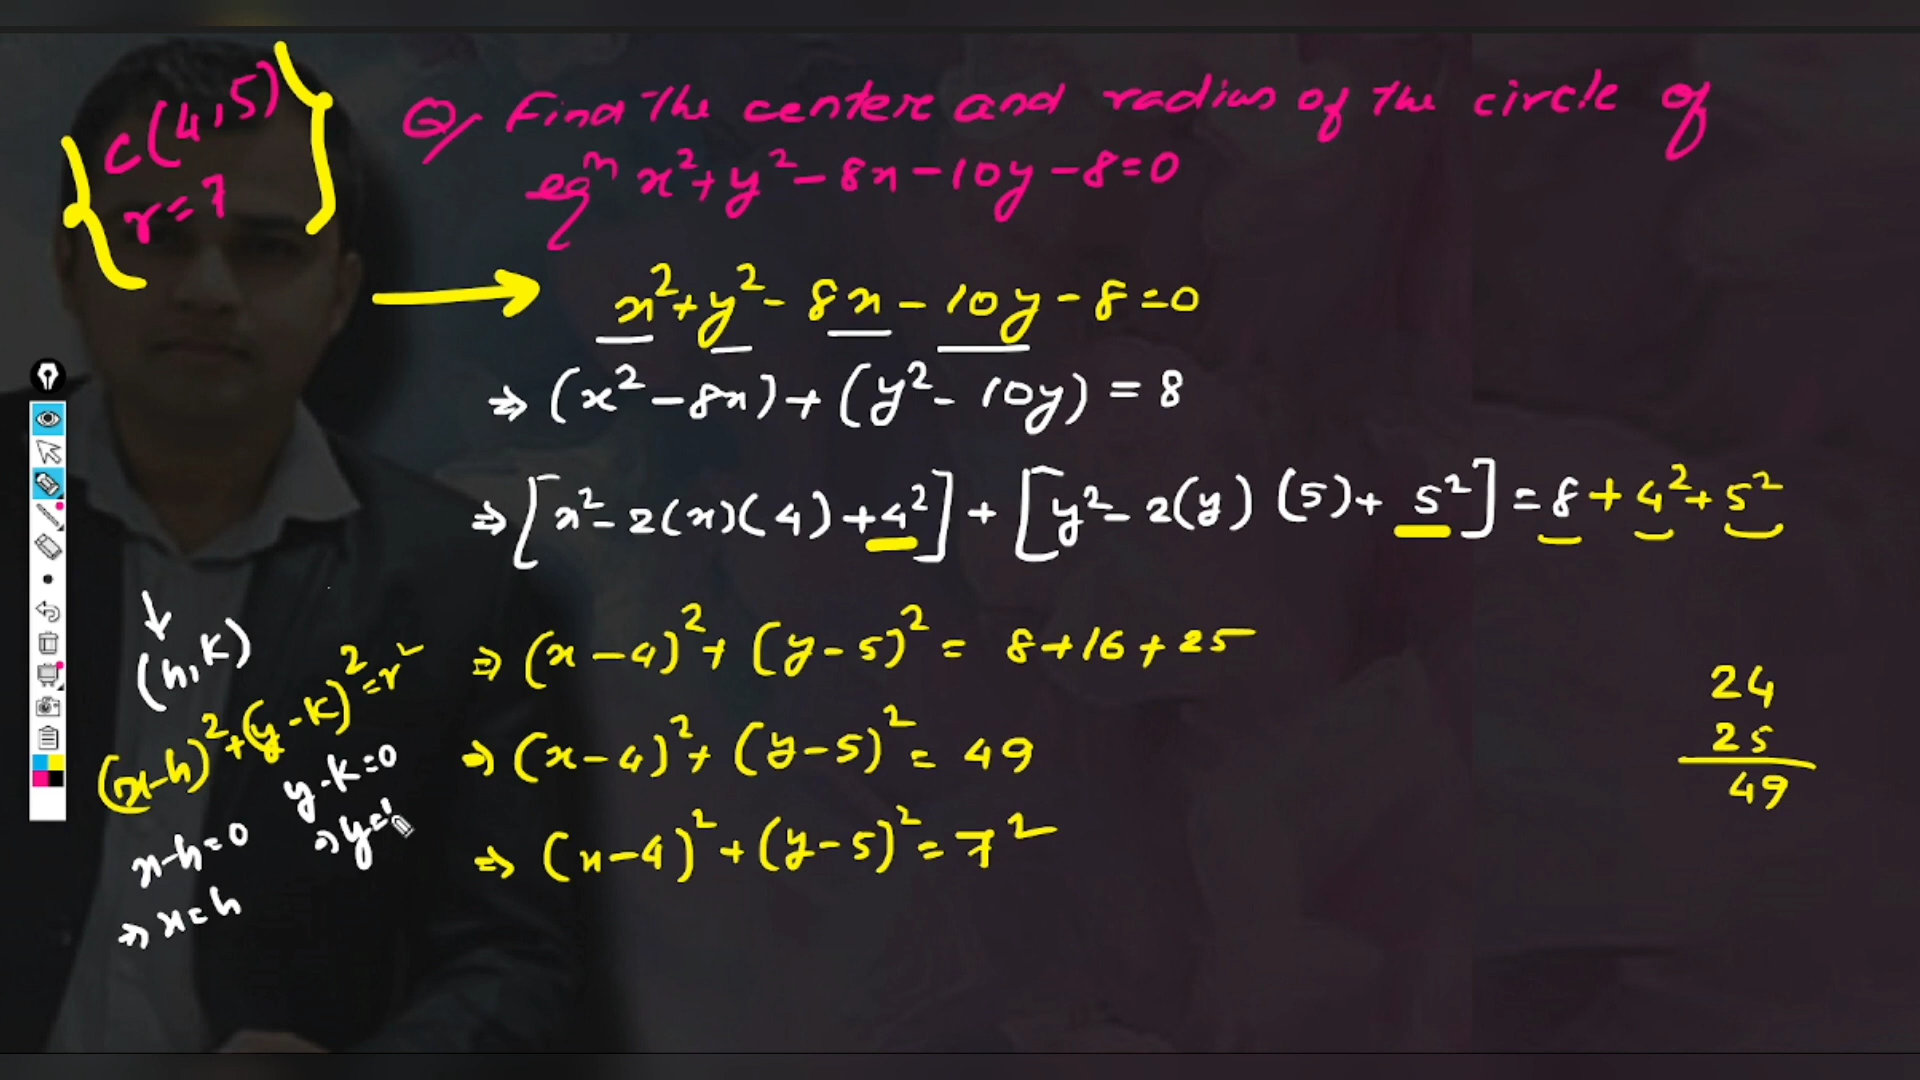 C(4,5)
r=7
Q/ Find the center and radius of the circle of
eqⁿ x²+y²-8x-10y-8=0
x²+y²-8x-10y-8=0
⇒ (x²-8x)+(y²-10y)=8
⇒ [x²-2(x)(4)+4²]+[y²-2(y)(5)+5²]=8+4²+5²
⇒ (x-4)²+(y-5)²=8+16+25
⇒ (x-4)²+(y-5)²=49
⇒ (x-4)²+(y-5)²=7²
↓
(h,k)
(x-h)²+(y-k)²=r²
x-h=0
⇒ x=h
y-k=0
⇒ y=
24
25
49